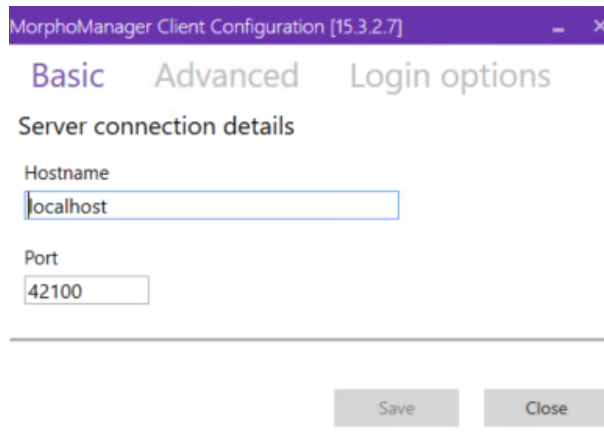 MorphoManager Client Configuration [15.3.2.7]
Basic Advanced Login options
Server connection details
Hostname
localhost
Port
42100
Save Close